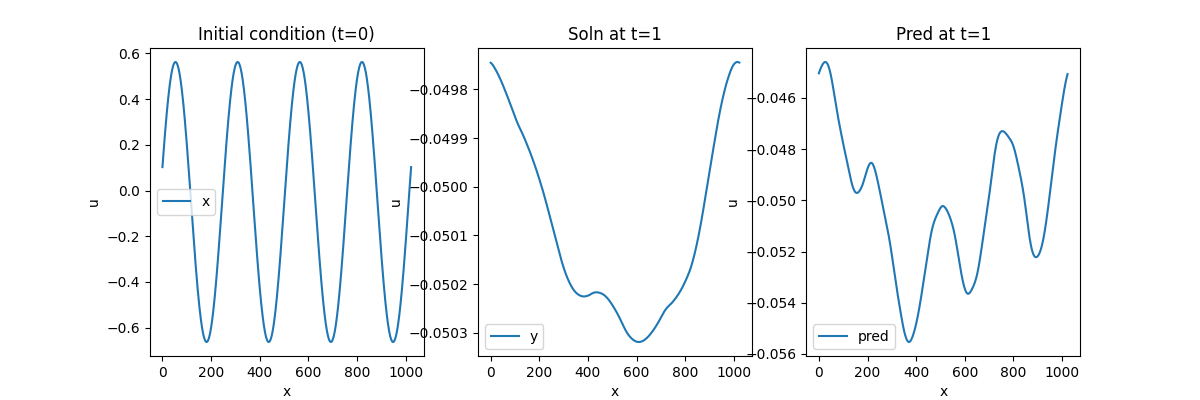 Initial condition (t=0)
0.6
0.4
0.2
0.0
−0.2
−0.4
−0.6
u
x
0 200 400 600 800 1000
x
Soln at t=1
−0.0498
−0.0499
−0.0500
−0.0501
−0.0502
−0.0503
u
y
0 200 400 600 800 1000
x
Pred at t=1
−0.046
−0.048
−0.050
−0.052
−0.054
−0.056
u
pred
0 200 400 600 800 1000
x